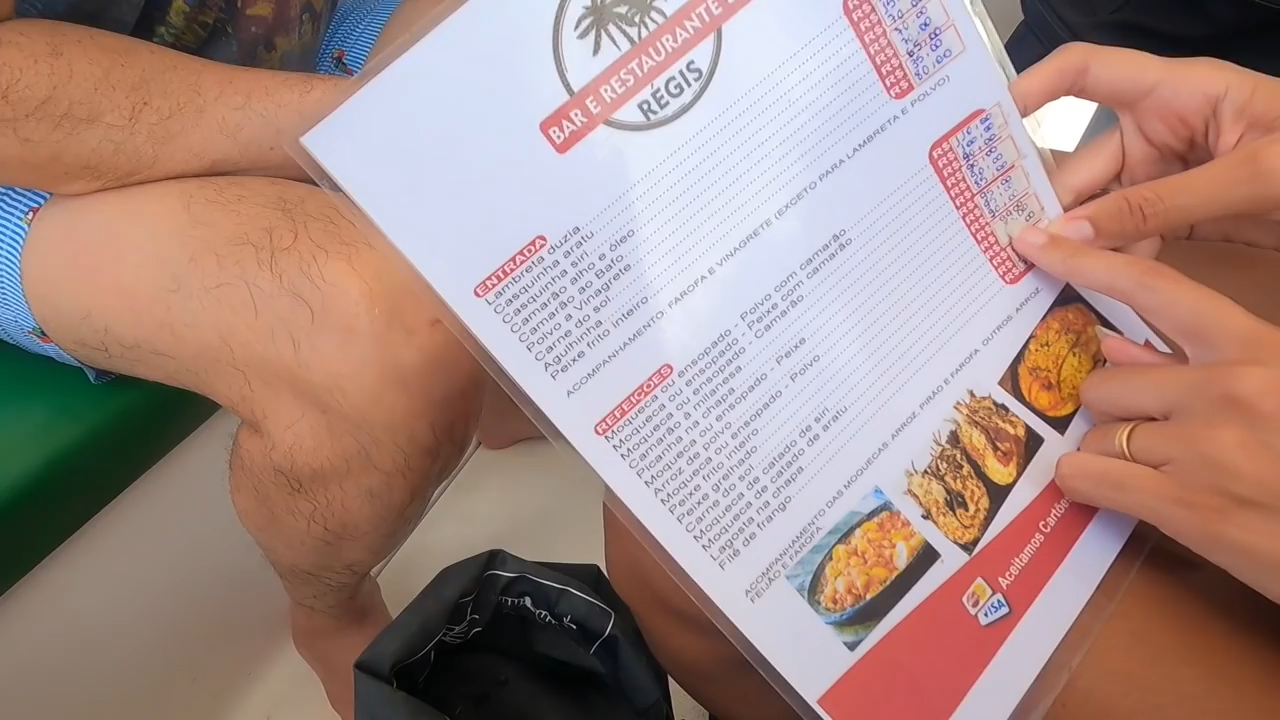 BAR E RESTAURANTE
RÉGIS
ENTRADA
Lambreta duzia
Casquinha aratu
Casquinha siri
Camarão alho e óleo
Camarão ao Bafo
Polvo a Vinagrete
Carne do sol
Agulhinha
Peixe frito inteiro
R$
R$
R$
R$
R$ 35,00
R$ 80,00
ACOMPANHAMENTO: FAROFA E VINAGRETE (EXCETO PARA LAMBRETA E POLVO)
REFEIÇÕES
Moqueca ou ensopado - Polvo com camarão
Moqueca ou ensopado - Peixe com camarão
Moqueca ou ensopado - Camarão
Camarão à milanesa
Picanha na chapa
Moqueca ou ensopado - Peixe
Arroz de polvo
Moqueca ou ensopado - Polvo
Peixe frito inteiro
Peixe grelhado
Carne do sol
Moqueca de catado de siri
Moqueca de catado de aratu
Lagosta na chapa
Filé de frango
R$
R$
R$
R$
R$
R$
R$
R$
R$
R$
R$
R$
ACOMPANHAMENTO DAS MOQUECAS: ARROZ, PIRÃO E FAROFA. OUTROS: ARROZ,
FEIJÃO E FAROFA
VISA
Aceitamos Cartões